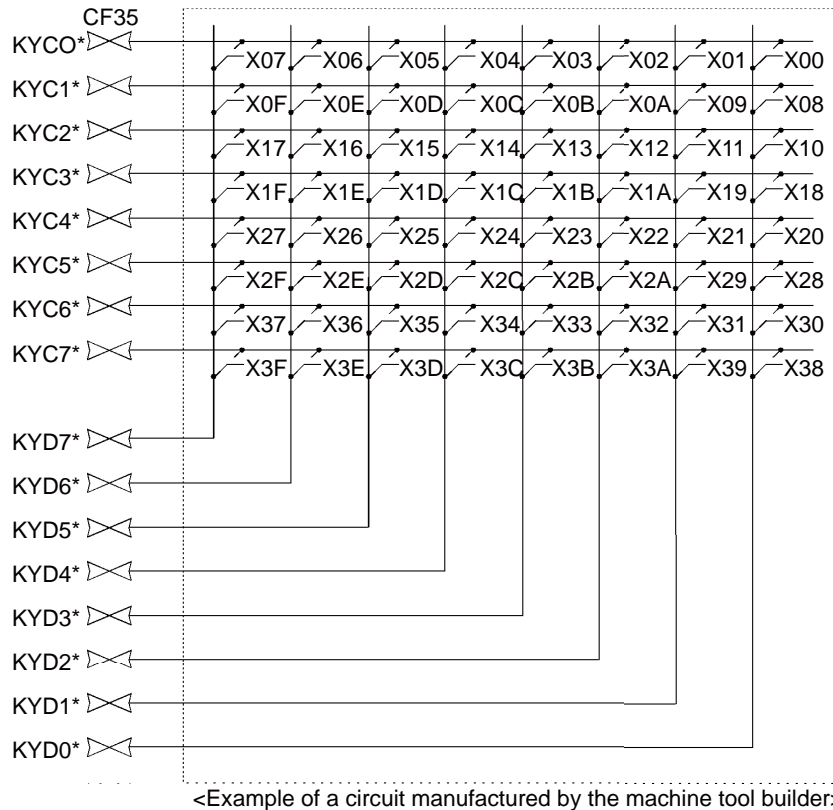 CF35
KYCO*
X07 X06 X05 X04 X03 X02 X01 X00
KYC1*
X0F X0E X0D X0C X0B X0A X09 X08
KYC2*
X17 X16 X15 X14 X13 X12 X11 X10
KYC3*
X1F X1E X1D X1C X1B X1A X19 X18
KYC4*
X27 X26 X25 X24 X23 X22 X21 X20
KYC5*
X2F X2E X2D X2C X2B X2A X29 X28
KYC6*
X37 X36 X35 X34 X33 X32 X31 X30
KYC7*
X3F X3E X3D X3C X3B X3A X39 X38
KYD7*
KYD6*
KYD5*
KYD4*
KYD3*
KYD2*
KYD1*
KYD0*
<Example of a circuit manufactured by the machine tool builder